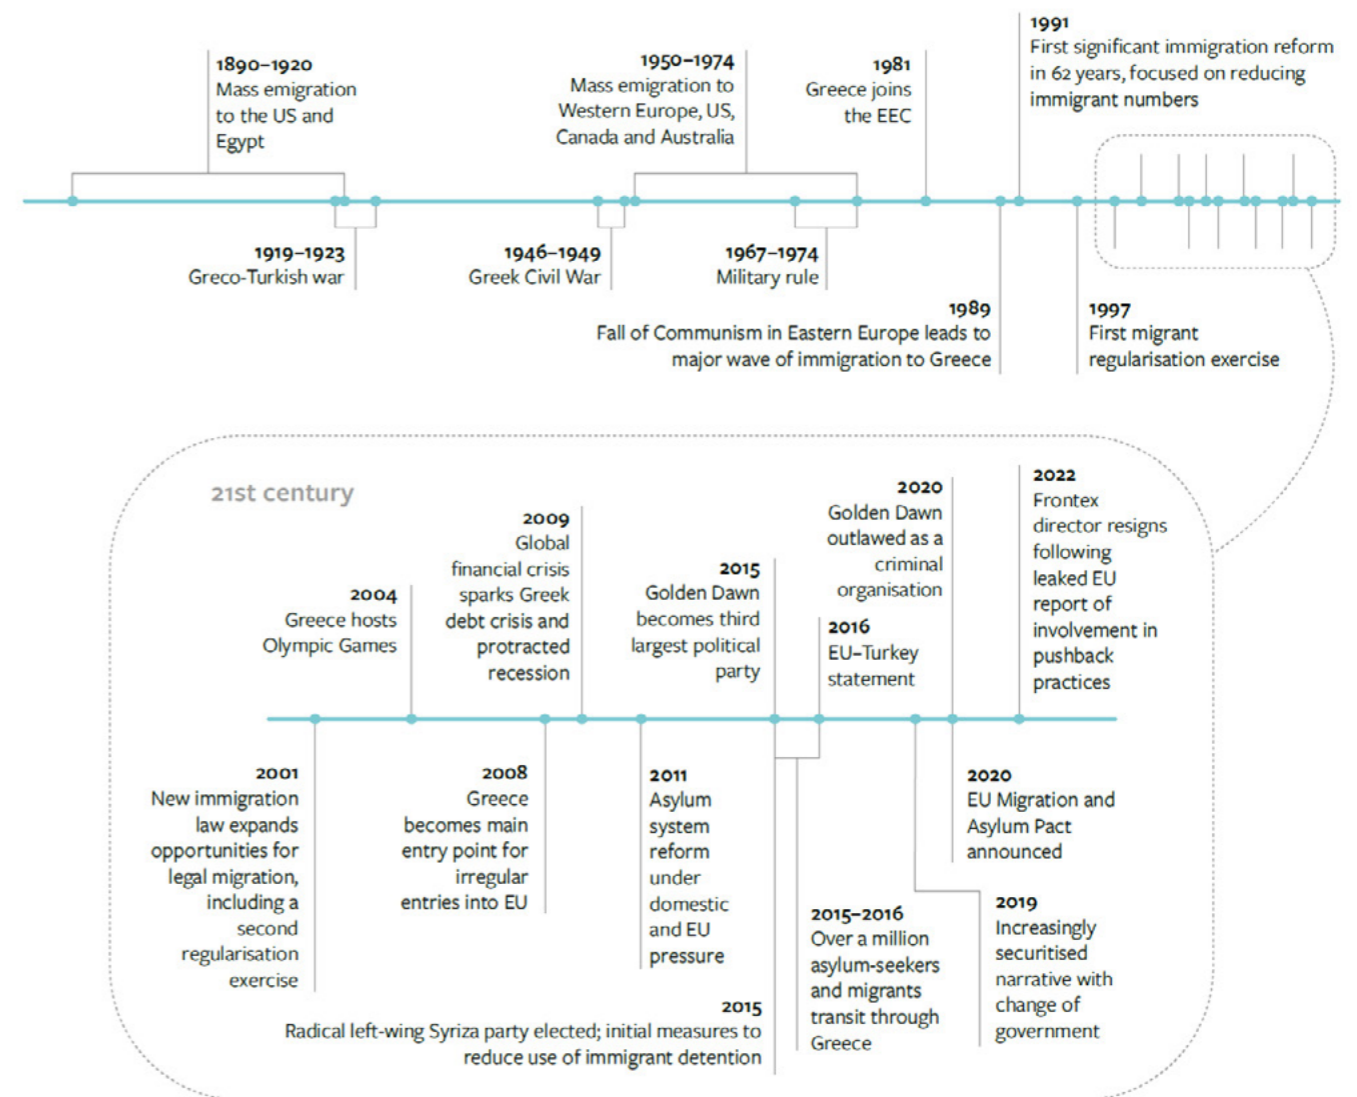 1890–1920
Mass emigration
to the US and
Egypt
1950–1974
Mass emigration to
Western Europe, US,
Canada and Australia
1981
Greece joins
the EEC
1991
First significant immigration reform
in 62 years, focused on reducing
immigrant numbers
1919–1923
Greco-Turkish war
1946–1949
Greek Civil War
1967–1974
Military rule
1989
Fall of Communism in Eastern Europe leads to
major wave of immigration to Greece
1997
First migrant
regularisation exercise
21st century
2004
Greece hosts
Olympic Games
2009
Global
financial crisis
sparks Greek
debt crisis and
protracted
recession
2015
Golden Dawn
becomes third
largest political
party
2020
Golden Dawn
outlawed as a
criminal
organisation
2016
EU–Turkey
statement
2022
Frontex
director resigns
following
leaked EU
report of
involvement in
pushback
practices
2001
New immigration
law expands
opportunities for
legal migration,
including a
second
regularisation
exercise
2008
Greece
becomes main
entry point for
irregular
entries into EU
2011
Asylum
system
reform
under
domestic
and EU
pressure
2015
Radical left-wing Syriza party elected; initial measures to
reduce use of immigrant detention
2015–2016
Over a million
asylum-seekers
and migrants
transit through
Greece
2020
EU Migration and
Asylum Pact
announced
2019
Increasingly
securitised
narrative with
change of
government